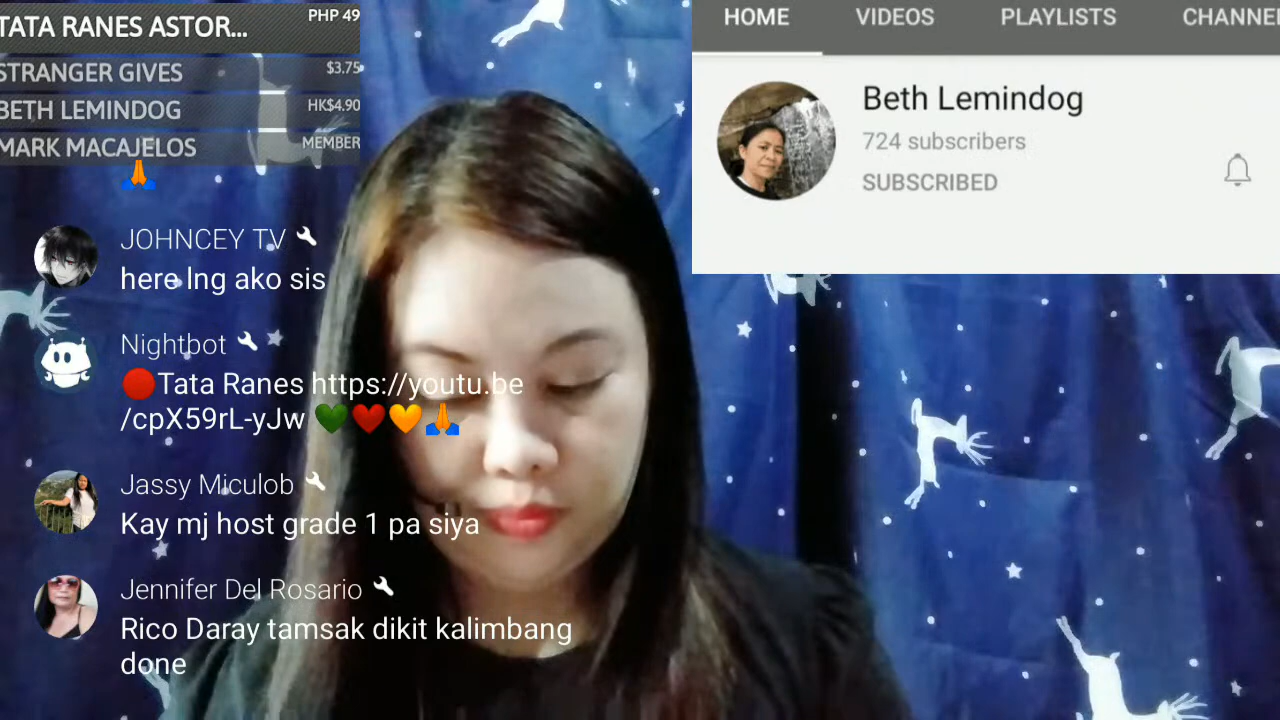 TATA RANES ASTOR...
PHP 49
STRANGER GIVES
$3.75
BETH LEMINDOG
HK$4.90
MARK MACAJELOS
MEMBER
🙏
JOHNCEY TV
here lng ako sis
Nightbot
🔴Tata Ranes https://youtu.be
/cpX59rL-yJw 💚❤️🧡🙏
Jassy Miculob
Kay mj host grade 1 pa siya
Jennifer Del Rosario
Rico Daray tamsak dikit kalimbang
done
HOME VIDEOS PLAYLISTS CHANNE
Beth Lemindog
724 subscribers
SUBSCRIBED